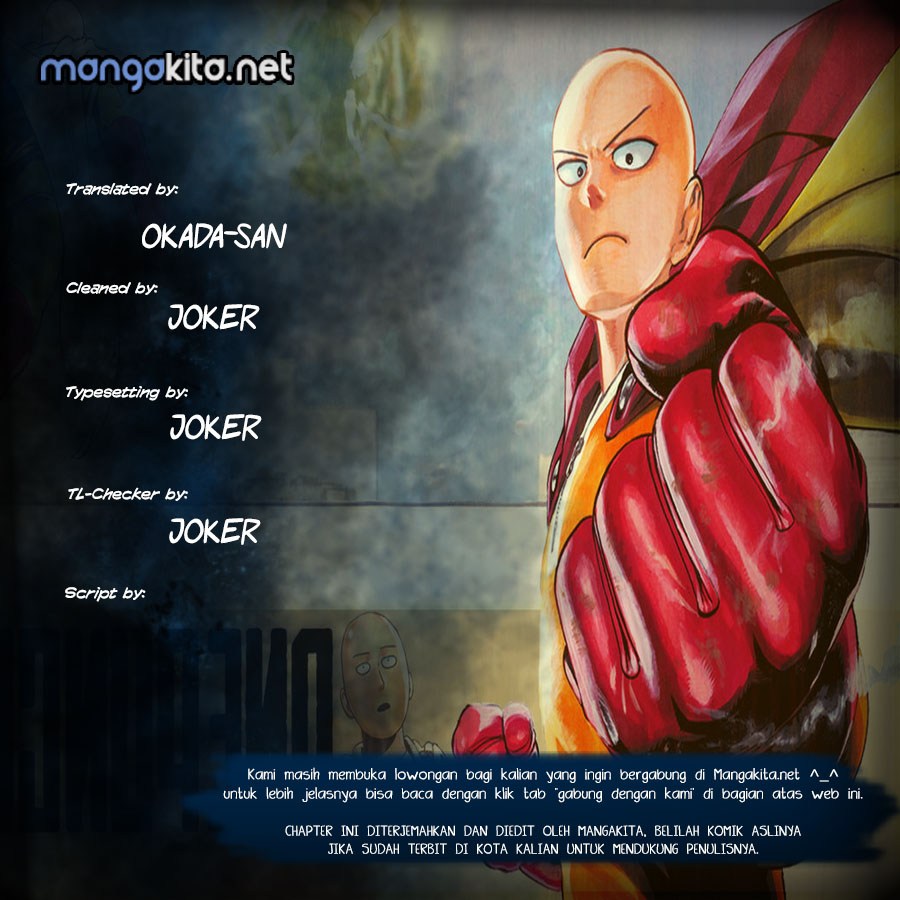 mangakita.net
Translated by:
OKADA-SAN
Cleaned by:
JOKER
Typesetting by:
JOKER
TL-Checker by:
JOKER
Script by:
Kami masih membuka lowongan bagi kalian yang ingin bergabung di Mangakita.net ^_^
untuk lebih jelasnya bisa baca dengan klik tab "gabung dengan kami" di bagian atas web ini.
CHAPTER INI DITERJEMAHKAN DAN DIEDIT OLEH MANGAKITA, BELILAH KOMIK ASLINYA
JIKA SUDAH TERBIT DI KOTA KALIAN UNTUK MENDUKUNG PENULISNYA.